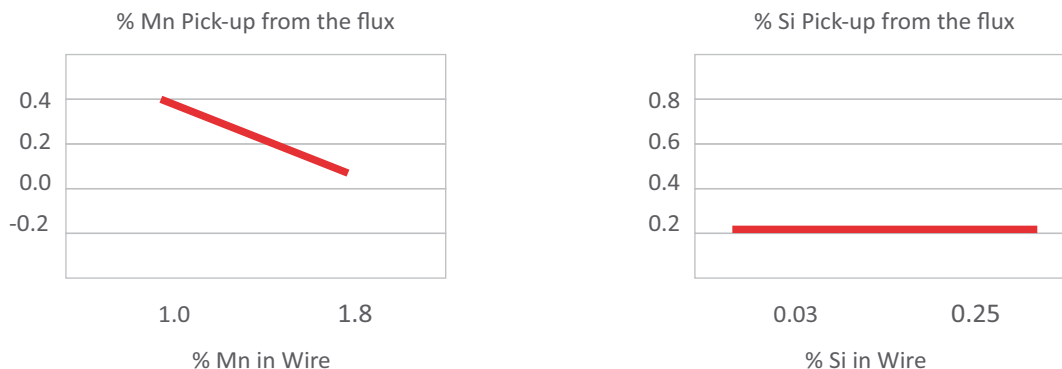 % Mn Pick-up from the flux
0.4
0.2
0.0
-0.2
1.0 1.8
% Mn in Wire
% Si Pick-up from the flux
0.8
0.6
0.4
0.2
0.03 0.25
% Si in Wire